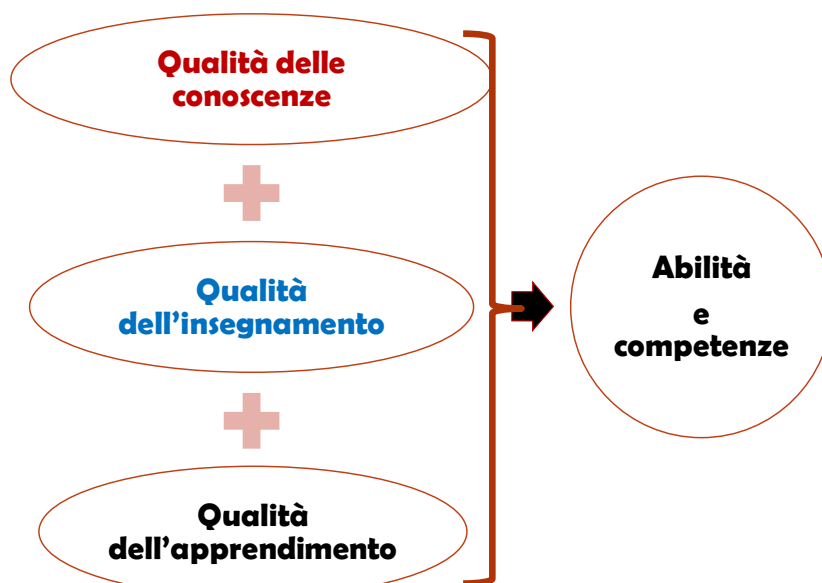 Qualità delle
conoscenze
Qualità
dell’insegnamento
Qualità
dell’apprendimento
Abilità
e
competenze